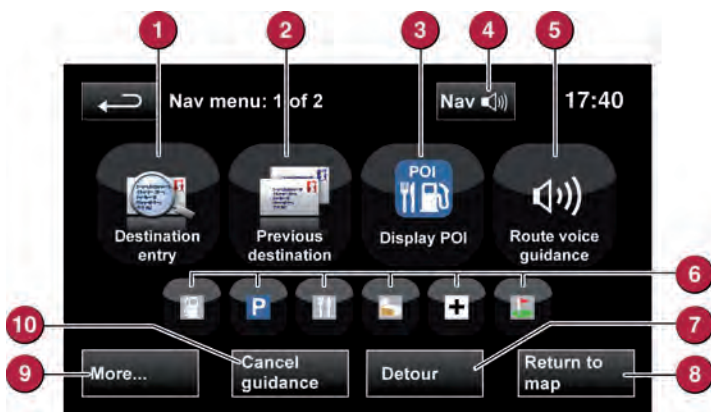 1 2 3 4 5
Nav menu: 1 of 2 Nav 17:40
POI
Destination entry
Previous destination
Display POI
Route voice guidance
P
6
10 7
9 8
More...
Cancel guidance
Detour
Return to map